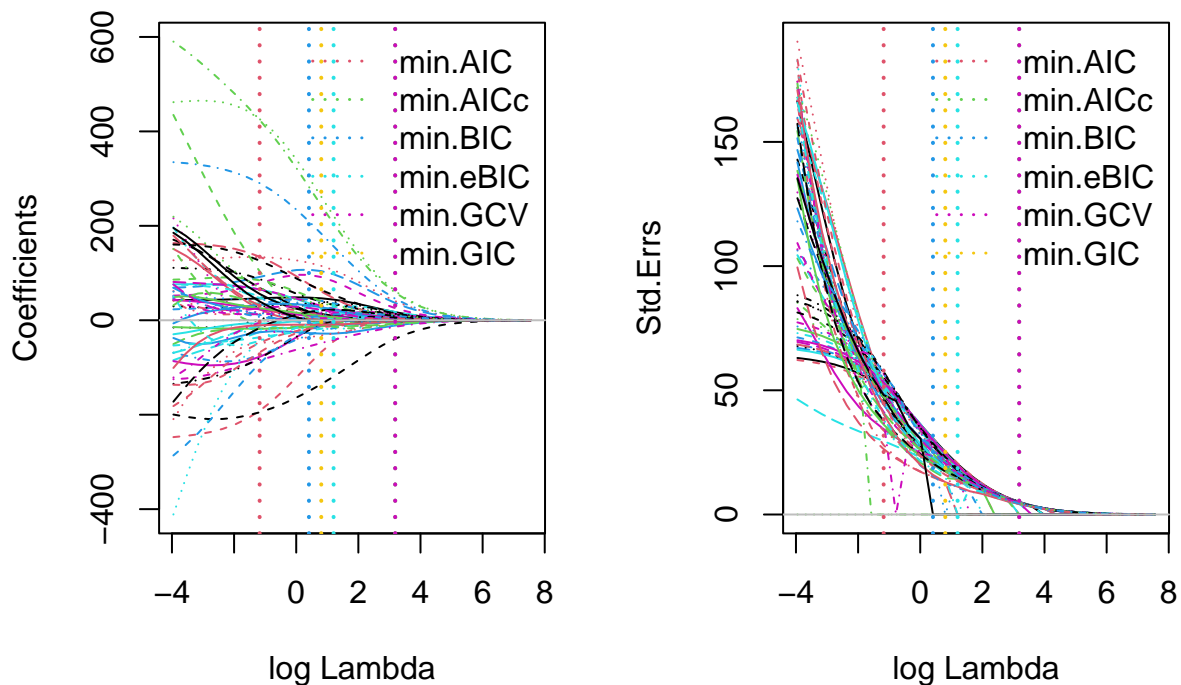 Coefficients
600
400
200
0
−400
−4
0
2
4
6
8
log Lambda
min.AIC
min.AICc
min.BIC
min.eBIC
min.GCV
min.GIC
Std.Errs
150
100
50
0
−4
0
2
4
6
8
log Lambda
min.AIC
min.AICc
min.BIC
min.eBIC
min.GCV
min.GIC